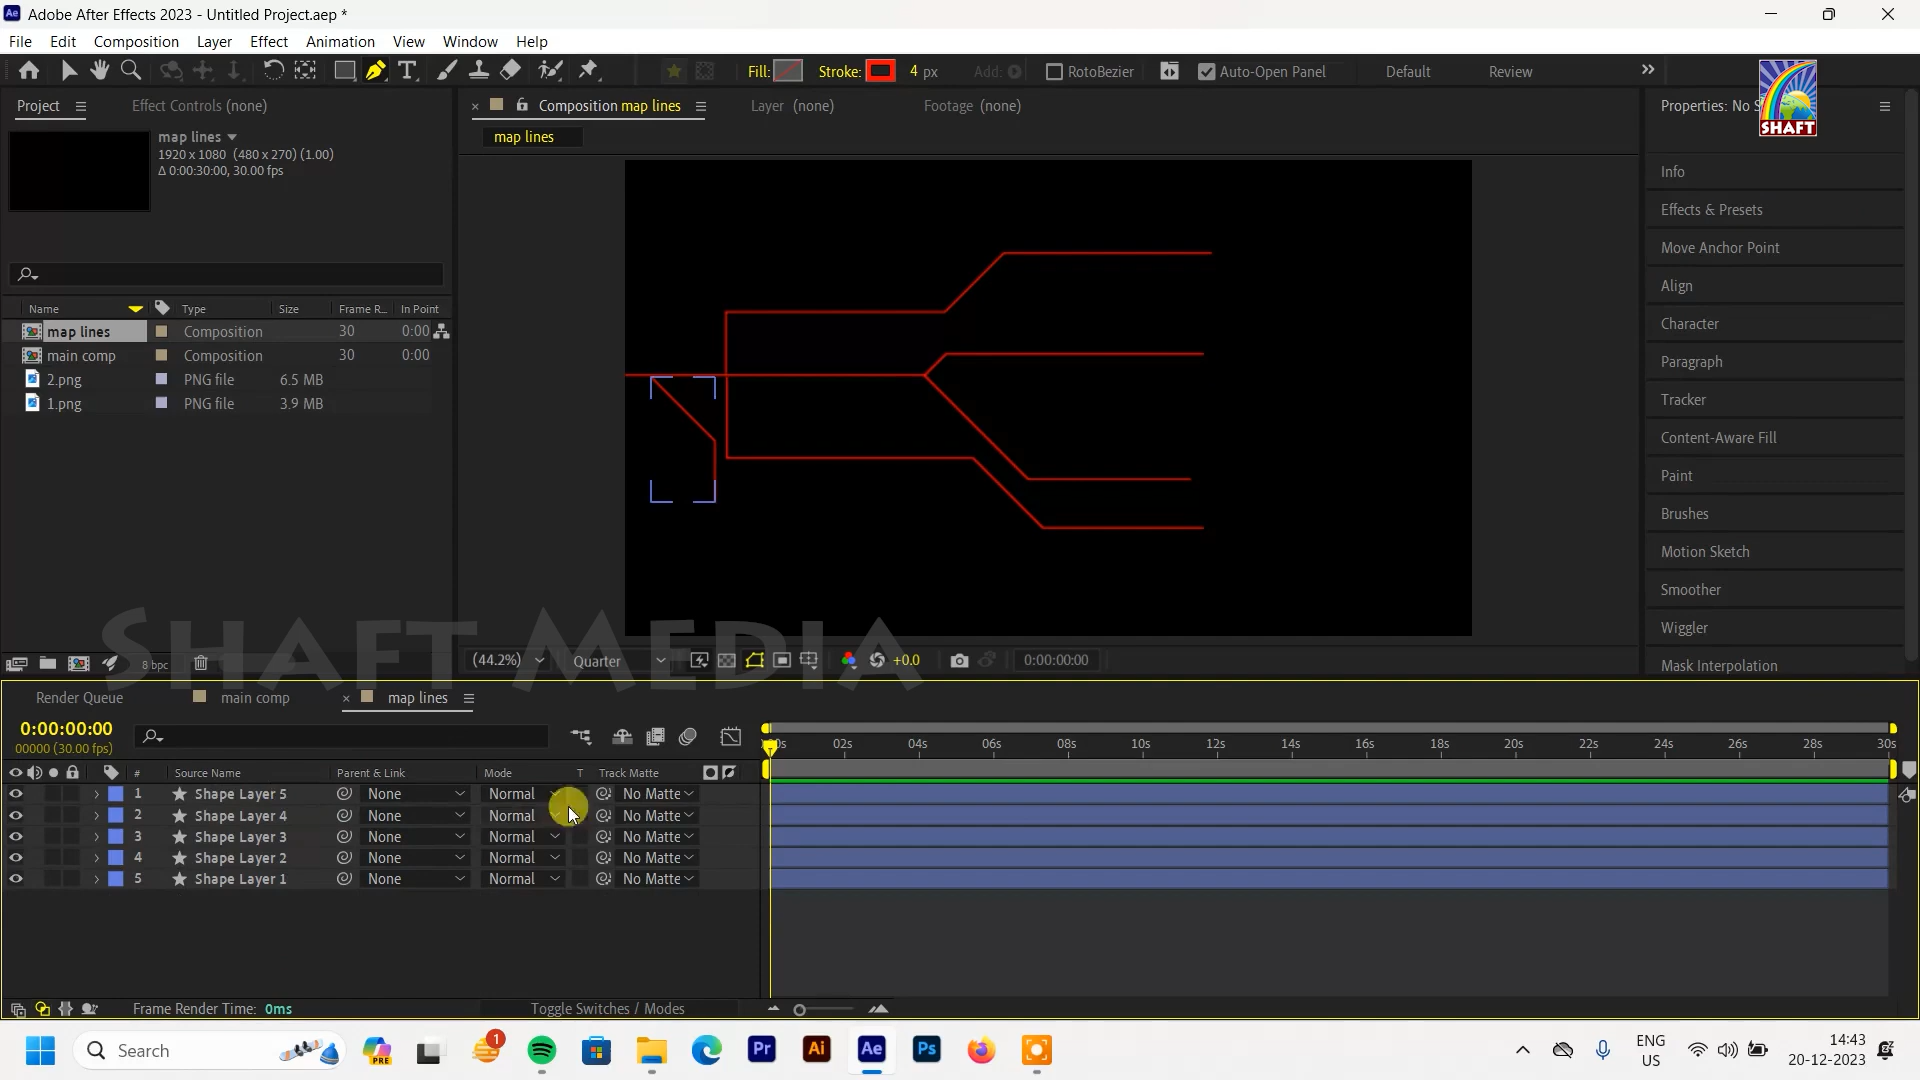 Adobe After Effects 2023 - Untitled Project.aep *
File Edit Composition Layer Effect Animation View Window Help
Fill: Stroke: 4 px Add: RotoBezier Auto-Open Panel Default Review
Project Effect Controls (none)
Composition map lines Layer (none) Footage (none)
Properties: No S
SHAFT
map lines
1920 x 1080 (480 x 270) (1.00)
Δ 0:00:30:00, 30.00 fps
map lines
Name Type Size Frame R... In Point
map lines Composition 30 0:00
main comp Composition 30 0:00
2.png PNG file 6.5 MB
1.png PNG file 3.9 MB
Info
Effects & Presets
Move Anchor Point
Align
Character
Paragraph
Tracker
Content-Aware Fill
Paint
Brushes
Motion Sketch
Smoother
Wiggler
Mask Interpolation
SHAFT MEDIA
8 bpc
(44.2%) Quarter +0.0 0:00:00:00
Render Queue main comp map lines
0:00:00:00
00000 (30.00 fps)
00s 02s 04s 06s 08s 10s 12s 14s 16s 18s 20s 22s 24s 26s 28s 30s
# Source Name Parent & Link Mode T Track Matte
1 Shape Layer 5 None Normal No Matte
2 Shape Layer 4 None Normal No Matte
3 Shape Layer 3 None Normal No Matte
4 Shape Layer 2 None Normal No Matte
5 Shape Layer 1 None Normal No Matte
Frame Render Time: 0ms Toggle Switches / Modes
Search PRE 1 Pr Ai Ae Ps
ENG
US
14:43
20-12-2023